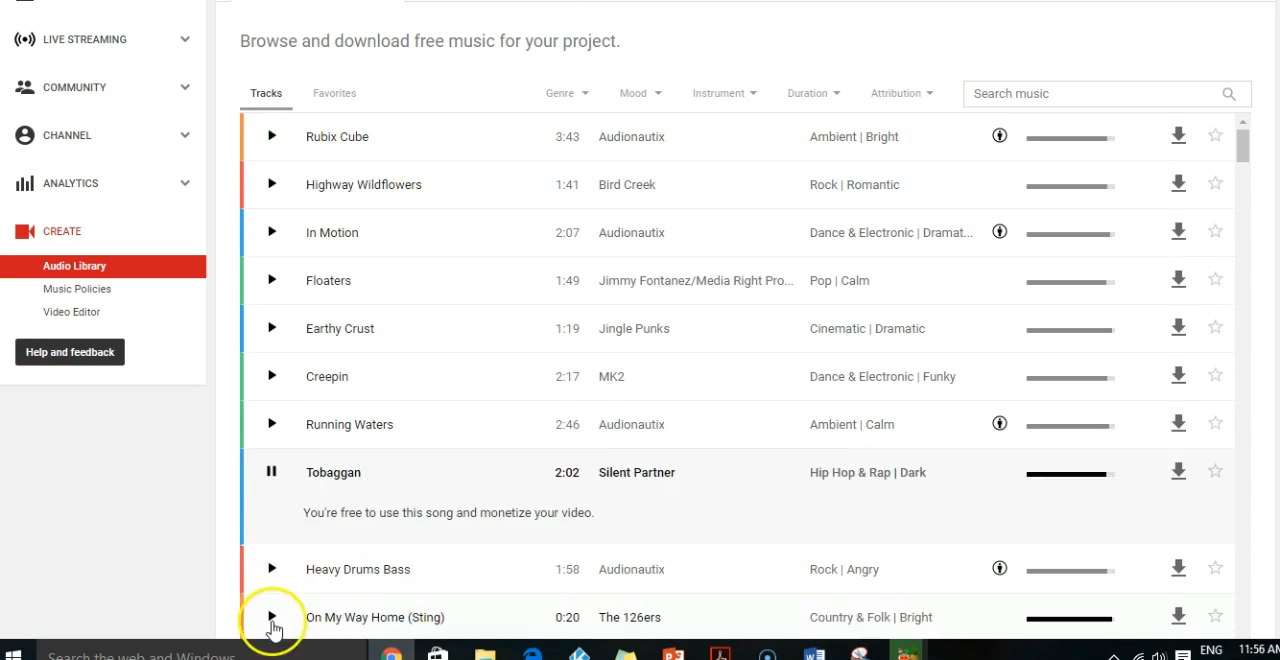 LIVE STREAMING
COMMUNITY
CHANNEL
ANALYTICS
CREATE
Audio Library
Music Policies
Video Editor
Help and feedback
Browse and download free music for your project.
Tracks Favorites Genre Mood Instrument Duration Attribution Search music
Rubix Cube 3:43 Audionautix Ambient | Bright
Highway Wildflowers 1:41 Bird Creek Rock | Romantic
In Motion 2:07 Audionautix Dance & Electronic | Dramat...
Floaters 1:49 Jimmy Fontanez/Media Right Pro... Pop | Calm
Earthy Crust 1:19 Jingle Punks Cinematic | Dramatic
Creepin 2:17 MK2 Dance & Electronic | Funky
Running Waters 2:46 Audionautix Ambient | Calm
Tobaggan 2:02 Silent Partner Hip Hop & Rap | Dark
You're free to use this song and monetize your video.
Heavy Drums Bass 1:58 Audionautix Rock | Angry
On My Way Home (Sting) 0:20 The 126ers Country & Folk | Bright
Search the web and Windows ENG 11:56 AM